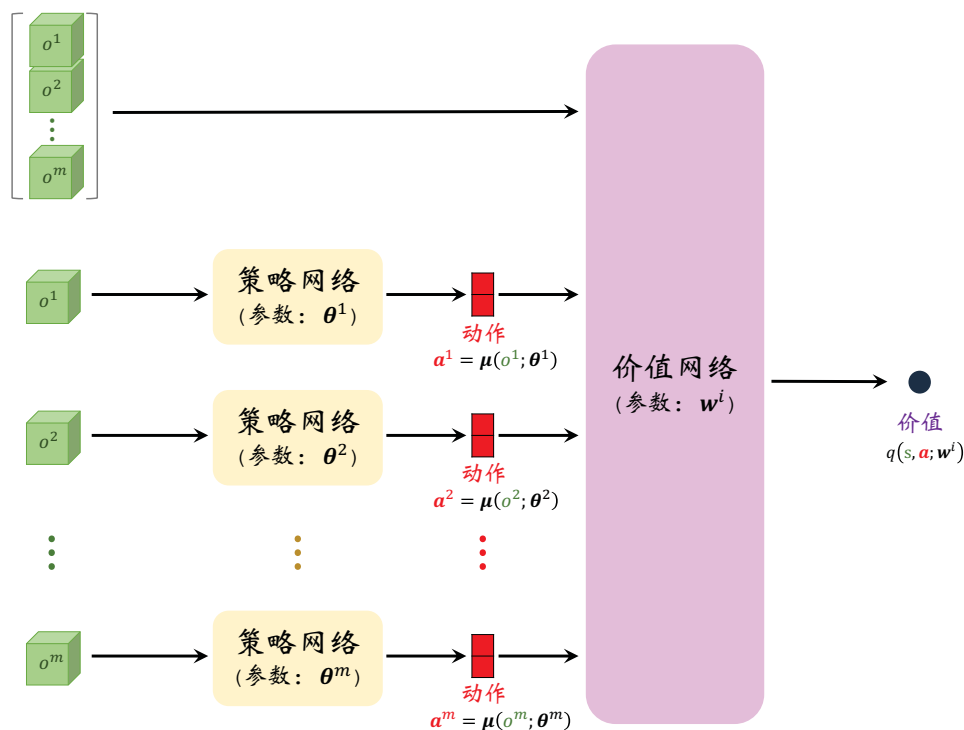 o¹
o²
⋮
oᵐ
o¹
策略网络
(参数： θ¹)
动作
a¹ = μ(o¹; θ¹)
o²
策略网络
(参数： θ²)
动作
a² = μ(o²; θ²)
⋮ ⋮ ⋮
oᵐ
策略网络
(参数： θᵐ)
动作
aᵐ = μ(oᵐ; θᵐ)
价值网络
(参数： wⁱ)
价值
q(s, a; wⁱ)